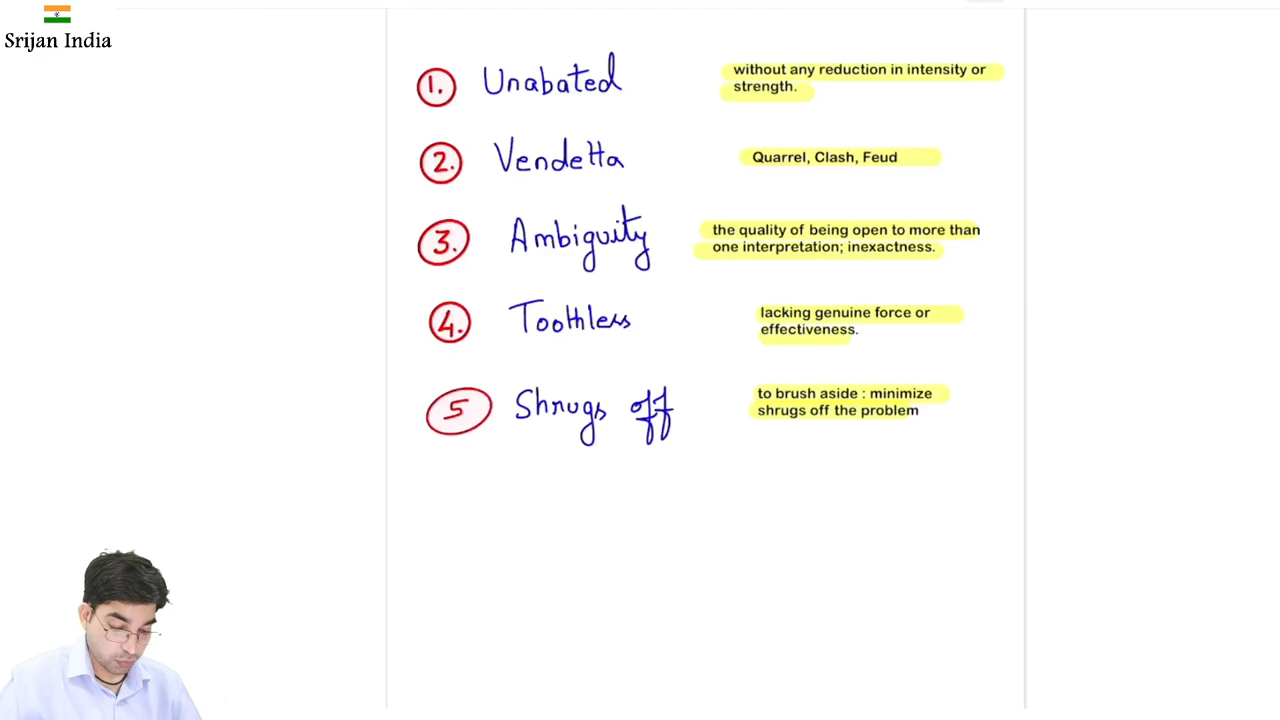 Srijan India
1. Unabated
without any reduction in intensity or
strength.
2. Vendetta
Quarrel, Clash, Feud
3. Ambiguity
the quality of being open to more than
one interpretation; inexactness.
4. Toothless
lacking genuine force or
effectiveness.
5 Shrugs off
to brush aside : minimize
shrugs off the problem